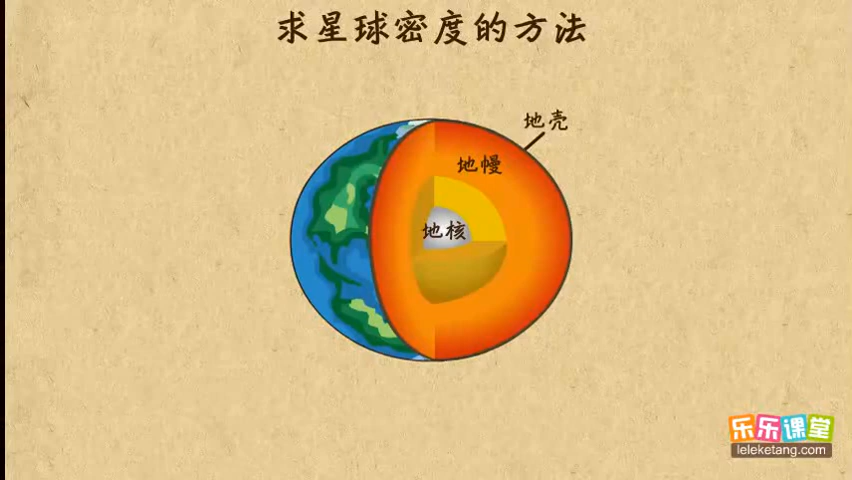 求星球密度的方法
地壳
地幔
地核
乐乐课堂
leleketang.com